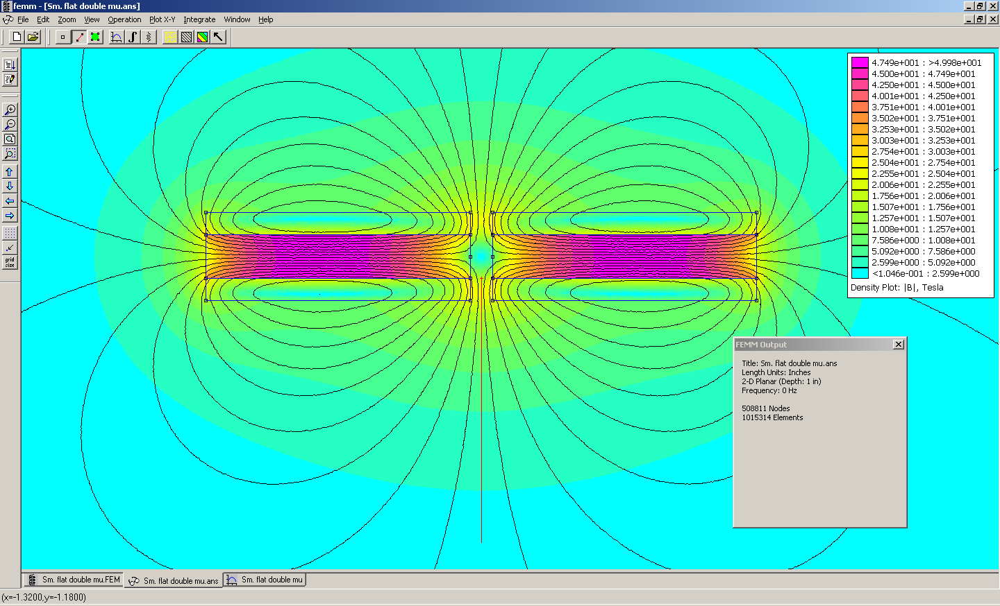 femm - [Sm. flat double mu.ans]
File Edit Zoom View Operation Plot X-Y Integrate Window Help
4.749e+001 : >4.998e+001
4.500e+001 : 4.749e+001
4.250e+001 : 4.500e+001
4.001e+001 : 4.250e+001
3.751e+001 : 4.001e+001
3.502e+001 : 3.751e+001
3.253e+001 : 3.502e+001
3.003e+001 : 3.253e+001
2.754e+001 : 3.003e+001
2.504e+001 : 2.754e+001
2.255e+001 : 2.504e+001
2.006e+001 : 2.255e+001
1.756e+001 : 2.006e+001
1.507e+001 : 1.756e+001
1.257e+001 : 1.507e+001
1.008e+001 : 1.257e+001
7.586e+000 : 1.008e+001
5.092e+000 : 7.586e+000
2.599e+000 : 5.092e+000
<1.046e-001 : 2.599e+000
Density Plot: |B|, Tesla
grid
size
FEMM Output
Title: Sm. flat double mu.ans
Length Units: Inches
2-D Planar (Depth: 1 in)
Frequency: 0 Hz
508811 Nodes
1015314 Elements
Sm. flat double mu.FEM
Sm. flat double mu.ans
Sm. flat double mu
(x=-1.3200,y=-1.1800)